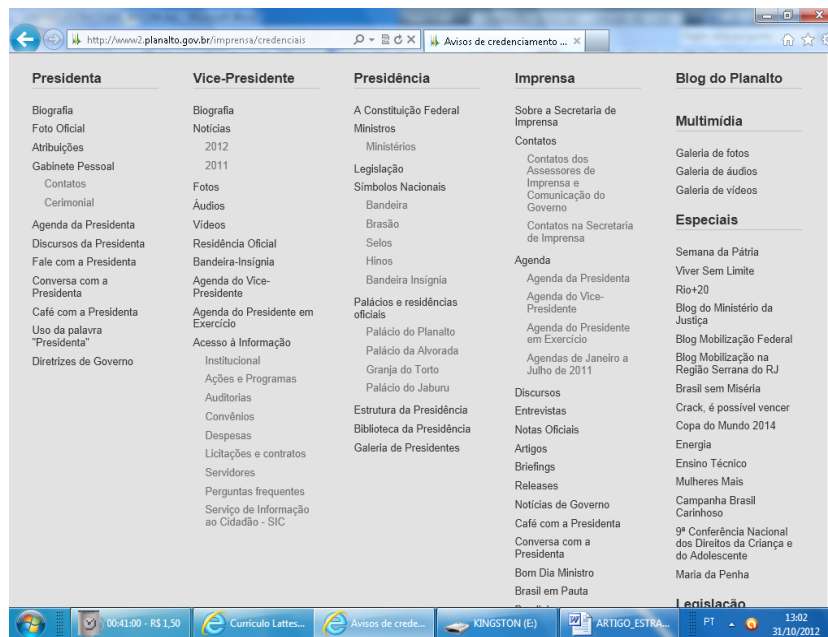 http://www2.planalto.gov.br/imprensa/credenciais
Avisos de credenciamento ...
Presidenta
Biografia
Foto Oficial
Atribuições
Gabinete Pessoal
Contatos
Cerimonial
Agenda da Presidenta
Discursos da Presidenta
Fale com a Presidenta
Conversa com a
Presidenta
Café com a Presidenta
Uso da palavra
"Presidenta"
Diretrizes de Governo
Vice-Presidente
Biografia
Notícias
2012
2011
Fotos
Áudios
Vídeos
Residência Oficial
Bandeira-Insígnia
Agenda do Vice-
Presidente
Agenda do Presidente em
Exercício
Acesso à Informação
Institucional
Ações e Programas
Auditorias
Convênios
Despesas
Licitações e contratos
Servidores
Perguntas frequentes
Serviço de Informação
ao Cidadão - SIC
Presidência
A Constituição Federal
Ministros
Ministérios
Legislação
Símbolos Nacionais
Bandeira
Brasão
Selos
Hinos
Bandeira Insígnia
Palácios e residências
oficiais
Palácio do Planalto
Palácio da Alvorada
Granja do Torto
Palácio do Jaburu
Estrutura da Presidência
Biblioteca da Presidência
Galeria de Presidentes
Imprensa
Sobre a Secretaria de
Imprensa
Contatos
Contatos dos
Assessores de
Imprensa e
Comunicação do
Governo
Contatos na Secretaria
de Imprensa
Agenda
Agenda da Presidenta
Agenda do Vice-
Presidente
Agenda do Presidente
em Exercício
Agendas de Janeiro a
Julho de 2011
Discursos
Entrevistas
Notas Oficiais
Artigos
Briefings
Releases
Notícias de Governo
Café com a Presidenta
Conversa com a
Presidenta
Bom Dia Ministro
Brasil em Pauta
Blog do Planalto
Multimídia
Galeria de fotos
Galeria de áudios
Galeria de vídeos
Especiais
Semana da Pátria
Viver Sem Limite
Rio+20
Blog do Ministério da
Justiça
Blog Mobilização Federal
Blog Mobilização na
Região Serrana do RJ
Brasil sem Miséria
Crack, é possível vencer
Copa do Mundo 2014
Energia
Ensino Técnico
Mulheres Mais
Campanha Brasil
Carinhoso
9ª Conferência Nacional
dos Direitos da Criança e
do Adolescente
Maria da Penha
Legislação
00:41:00 - R$ 1,50
Currículo Lattes...
Avisos de crede...
KINGSTON (E:)
ARTIGO_ESTRA...
PT
13:02
31/10/2012